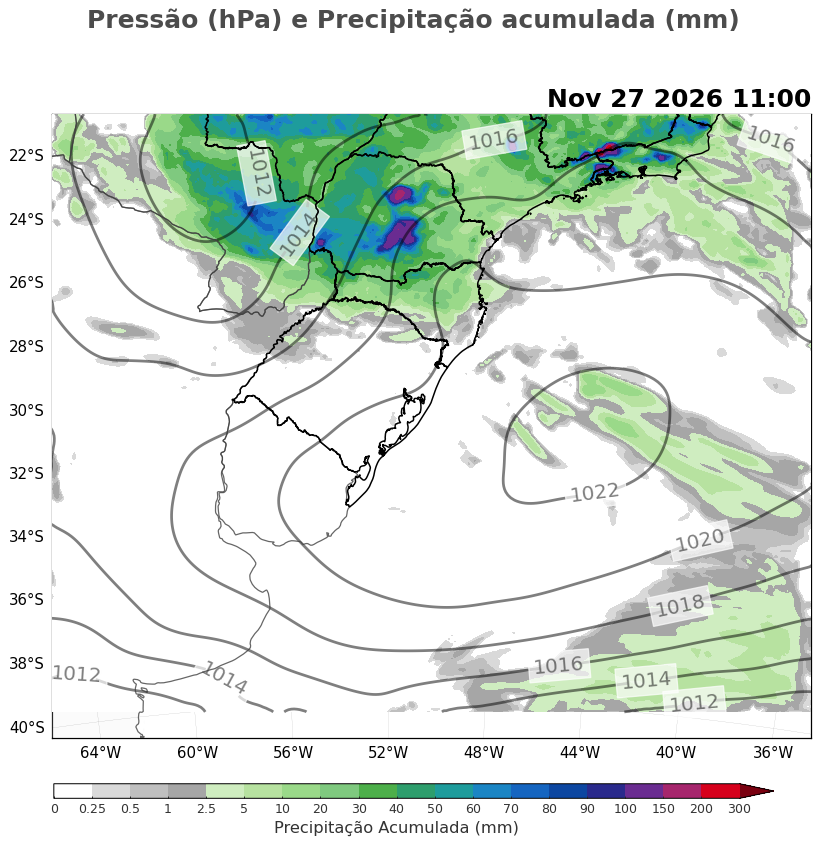 Pressão (hPa) e Precipitação acumulada (mm)
Nov 27 2026 11:00
1016
1016
22°S
1012
24°S
1014
26°S
28°S
30°S
32°S
1022
34°S
1020
36°S
1018
38°S
1016
1012
1014
1014
1012
40°S
64°W 60°W 56°W 52°W 48°W 44°W 40°W 36°W
0 0.25 0.5 1 2.5 5 10 20 30 40 50 60 70 80 90 100 150 200 300
Precipitação Acumulada (mm)